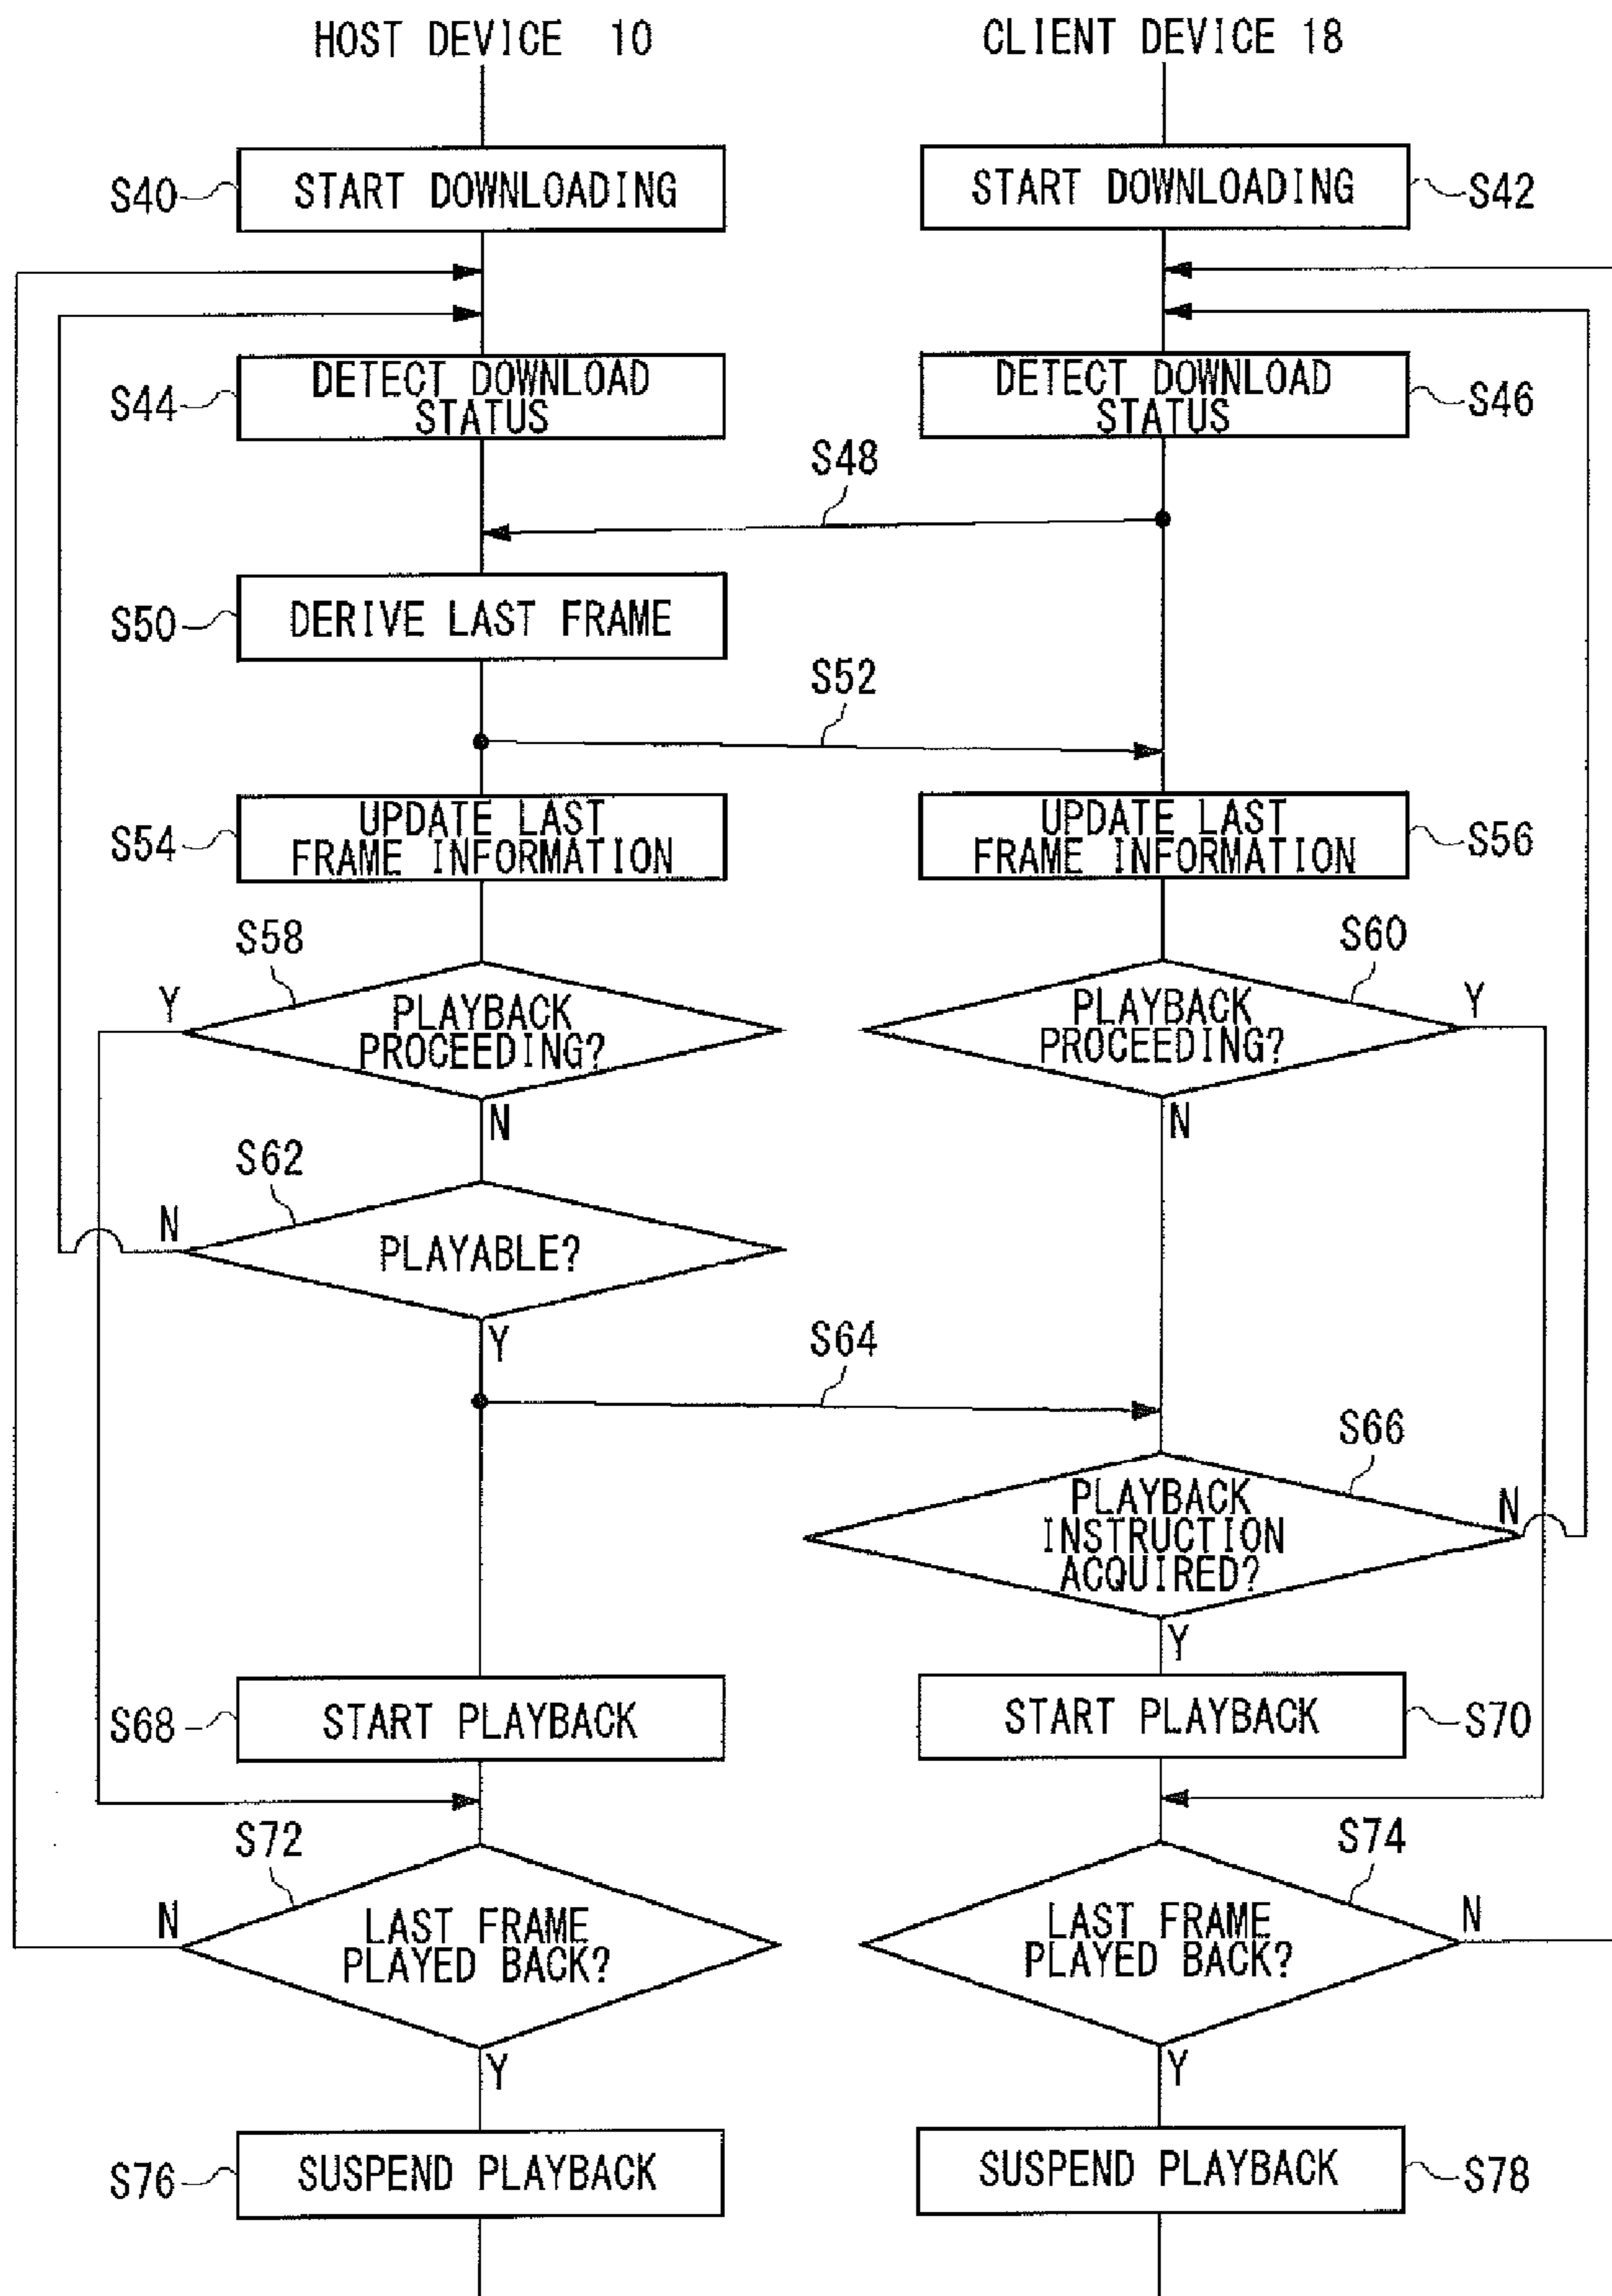 HOST DEVICE 10
CLIENT DEVICE 18
S40
START DOWNLOADING
START DOWNLOADING
S42
S44
DETECT DOWNLOAD
STATUS
DETECT DOWNLOAD
STATUS
S46
S48
S50
DERIVE LAST FRAME
S52
S54
UPDATE LAST
FRAME INFORMATION
UPDATE LAST
FRAME INFORMATION
S56
S58
Y
PLAYBACK
PROCEEDING?
N
S60
PLAYBACK
PROCEEDING?
Y
N
S62
N
PLAYABLE?
Y
S64
S66
PLAYBACK
INSTRUCTION
ACQUIRED?
N
Y
S68
START PLAYBACK
START PLAYBACK
S70
S72
N
LAST FRAME
PLAYED BACK?
Y
S74
LAST FRAME
PLAYED BACK?
N
Y
S76
SUSPEND PLAYBACK
SUSPEND PLAYBACK
S78